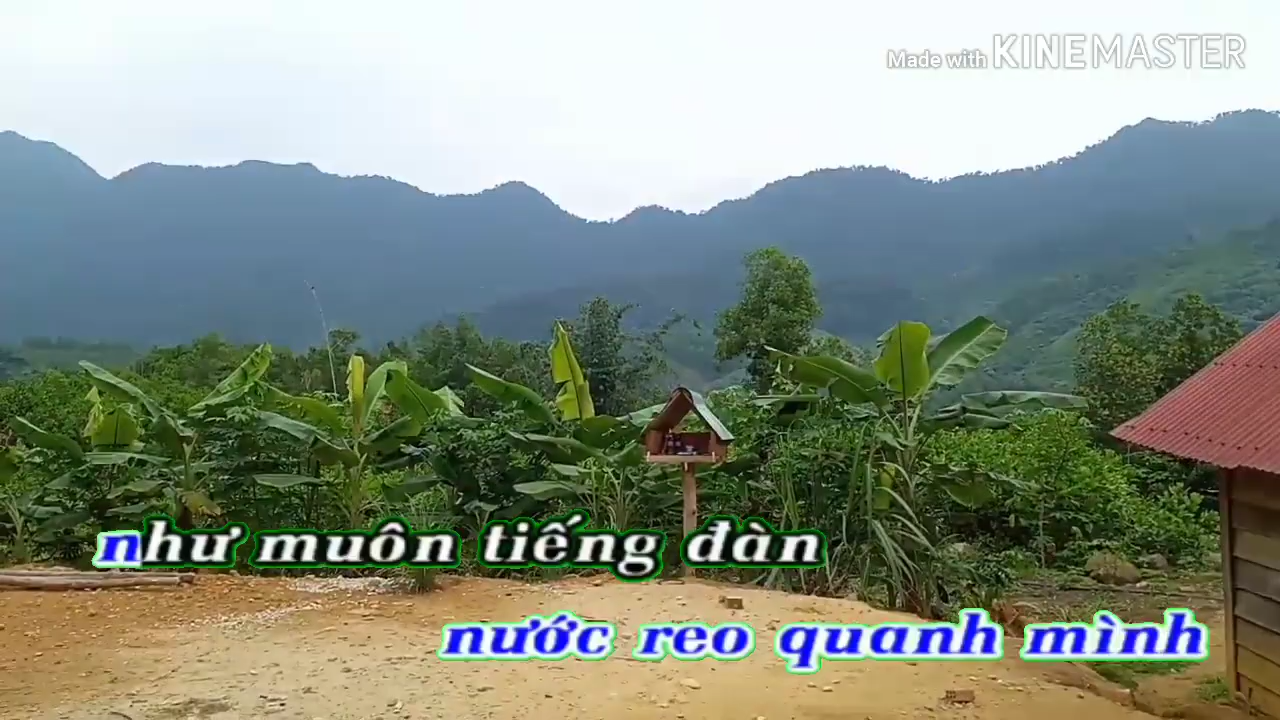 Made with KINEMASTER
như muôn tiếng đàn
nước reo quanh mình